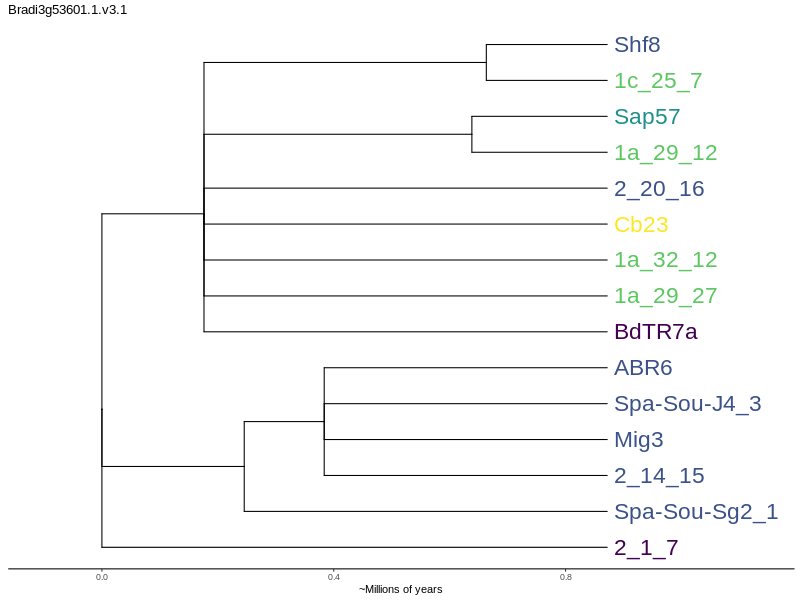 Bradi3g53601.1.v3.1
Shf8
1c_25_7
Sap57
1a_29_12
2_20_16
Cb23
1a_32_12
1a_29_27
BdTR7a
ABR6
Spa-Sou-J4_3
Mig3
2_14_15
Spa-Sou-Sg2_1
2_1_7
0.0 0.4 0.8
~Millions of years